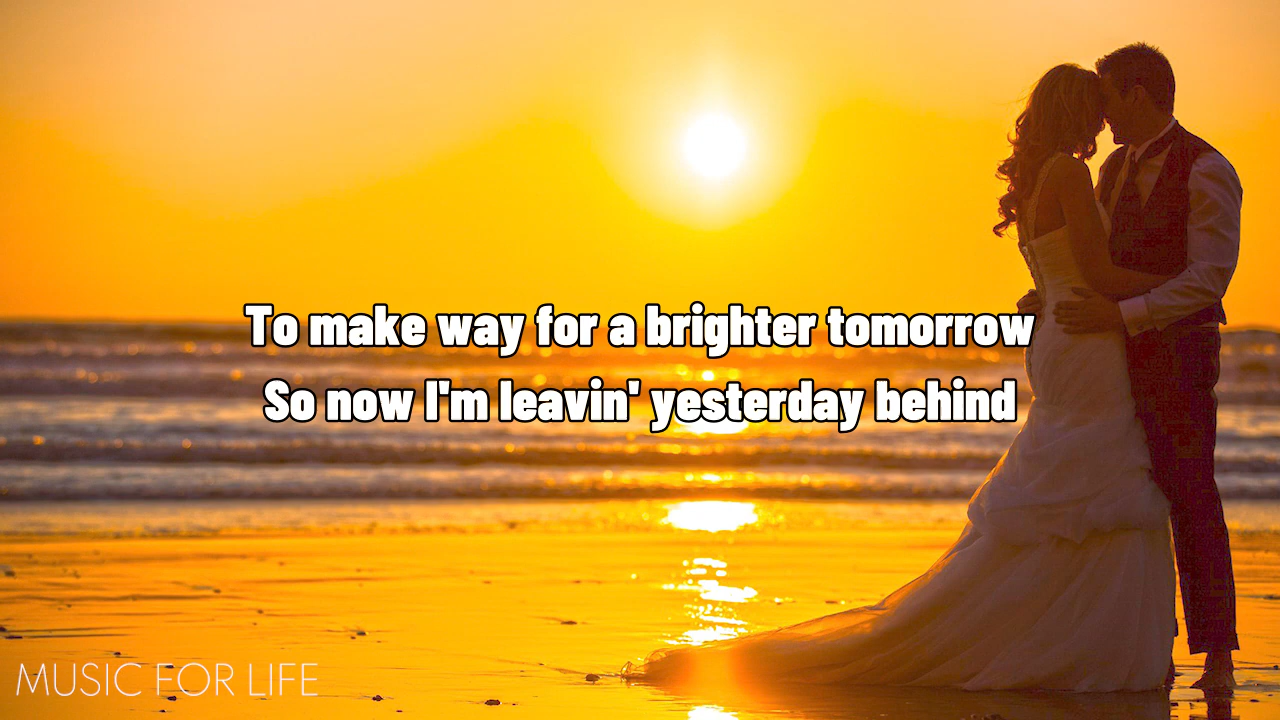 To make way for a brighter tomorrow
So now I'm leavin' yesterday behind
MUSIC FOR LIFE